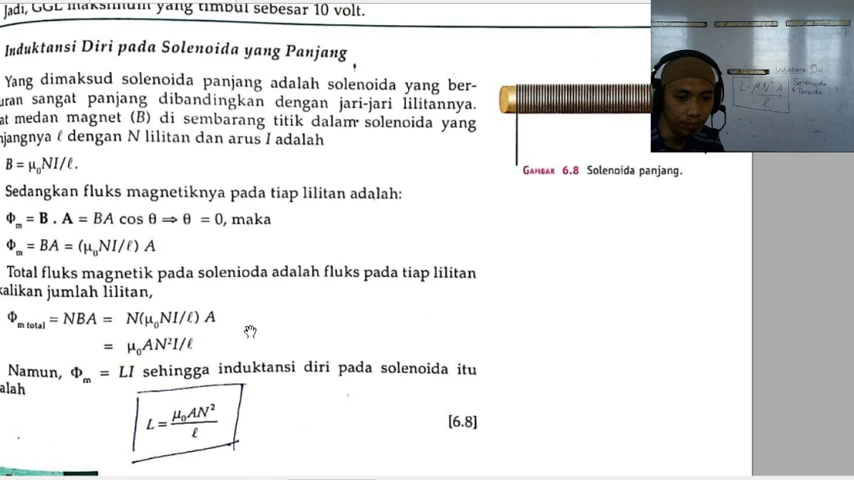 Jadi, GGL maksimum yang timbul sebesar 10 volt.
Induktansi Diri pada Solenoida yang Panjang
Yang dimaksud solenoida panjang adalah solenoida yang ber-
uran sangat panjang dibandingkan dengan jari-jari lilitannya.
at medan magnet (B) di sembarang titik dalam solenoida yang
njangnya ℓ dengan N lilitan dan arus I adalah
B = μ₀NI/ℓ.
Sedangkan fluks magnetiknya pada tiap lilitan adalah:
Φₘ = B . A = BA cos θ ⇒ θ = 0, maka
Φₘ = BA = (μ₀NI/ℓ) A
Total fluks magnetik pada solenioda adalah fluks pada tiap lilitan
kalikan jumlah lilitan,
Φₘ ₜₒₜₐₗ = NBA = N(μ₀NI/ℓ) A
= μ₀AN²I/ℓ
Namun, Φₘ = LI sehingga induktansi diri pada solenoida itu
alah
L = μ₀AN²/ℓ [6.8]
GAMBAR 6.8 Solenoida panjang.
Solenoida
& Toroida
L = μN²A/ℓ